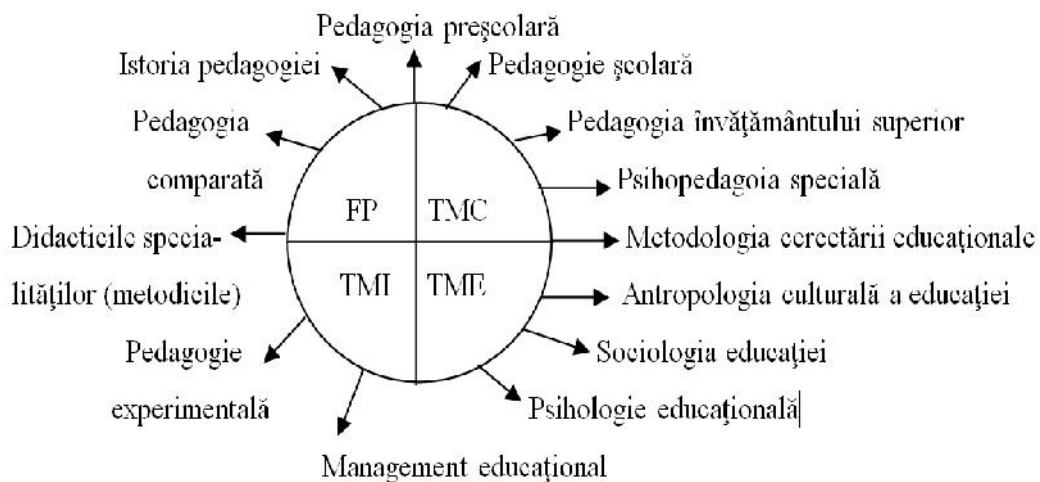 Pedagogia preşcolară
Istoria pedagogiei
Pedagogie şcolară
Pedagogia
comparată
Pedagogia învăţământului superior
Psihopedagoia specială
FP
TMC
Didacticile specia-
lităţilor (metodicile)
Metodologia cerectării educaţionale
TMI
TME
Antropologia culturală a educaţiei
Pedagogie
experimentală
Sociologia educaţiei
Psihologie educaţională
Management educaţional